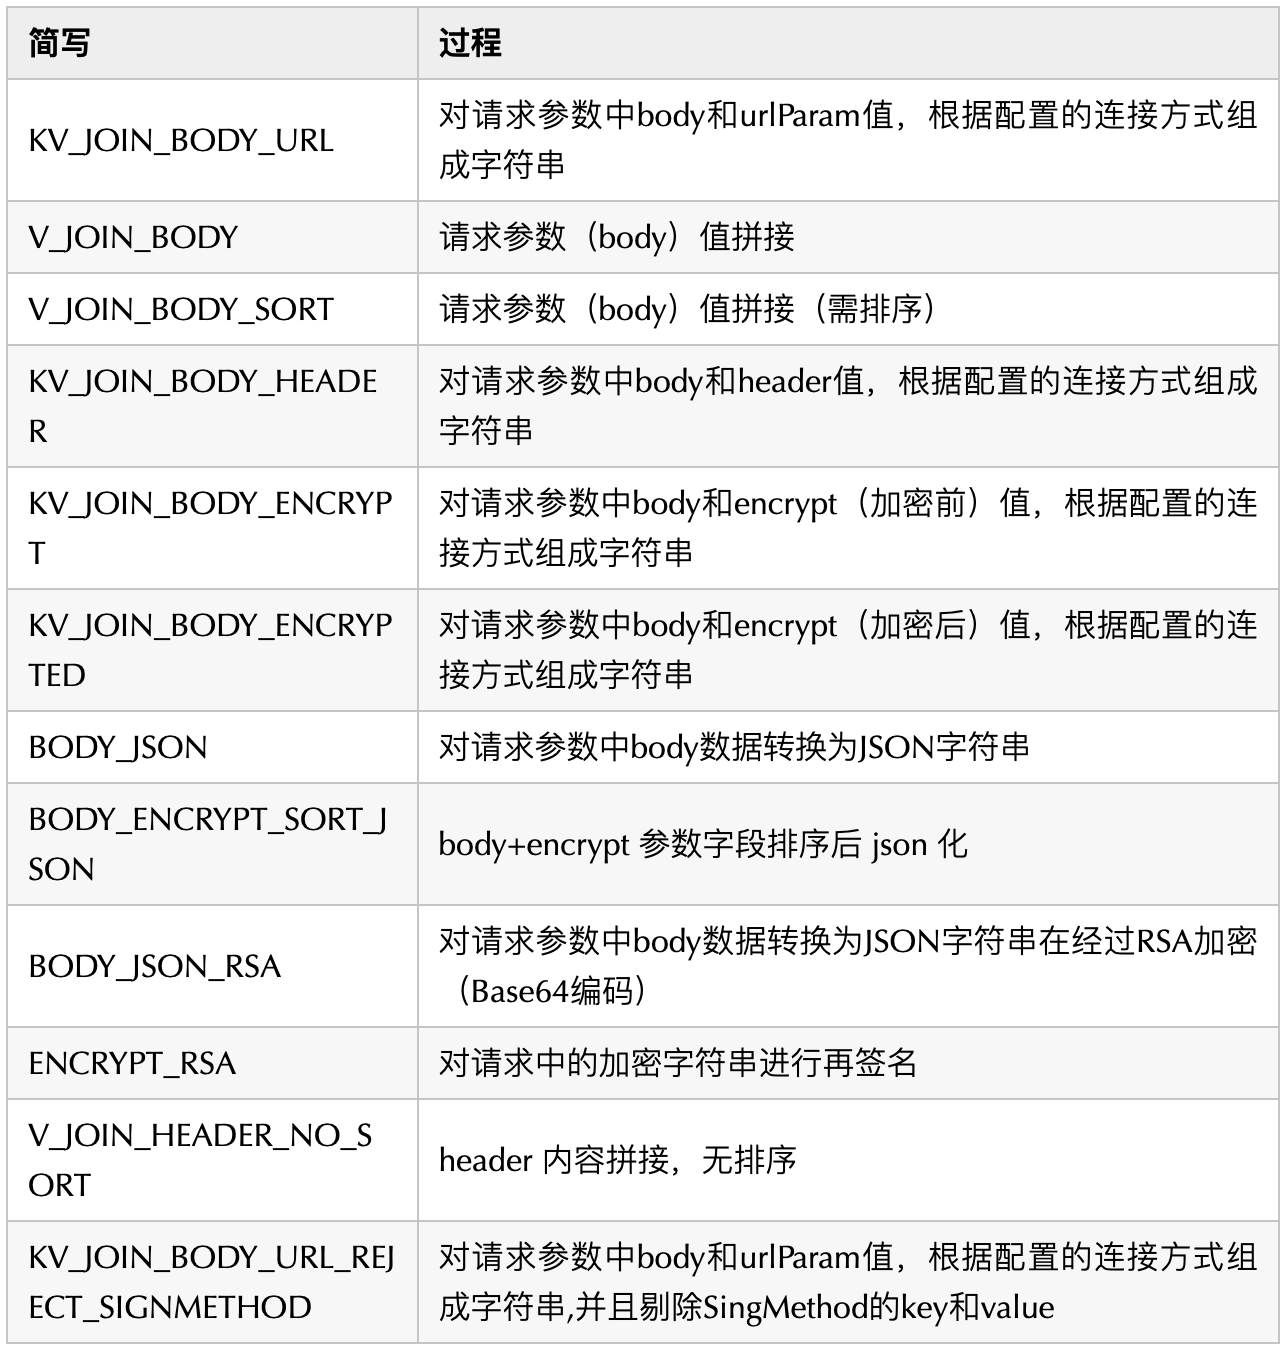 简写
过程
KV_JOIN_BODY_URL
对请求参数中body和urlParam值，根据配置的连接方式组
成字符串
V_JOIN_BODY
请求参数（body）值拼接
V_JOIN_BODY_SORT
请求参数（body）值拼接（需排序）
KV_JOIN_BODY_HEADE
R
对请求参数中body和header值，根据配置的连接方式组成
字符串
KV_JOIN_BODY_ENCRYP
T
对请求参数中body和encrypt（加密前）值，根据配置的连
接方式组成字符串
KV_JOIN_BODY_ENCRYP
TED
对请求参数中body和encrypt（加密后）值，根据配置的连
接方式组成字符串
BODY_JSON
对请求参数中body数据转换为JSON字符串
BODY_ENCRYPT_SORT_J
SON
body+encrypt 参数字段排序后 json 化
BODY_JSON_RSA
对请求参数中body数据转换为JSON字符串在经过RSA加密
（Base64编码）
ENCRYPT_RSA
对请求中的加密字符串进行再签名
V_JOIN_HEADER_NO_S
ORT
header 内容拼接，无排序
KV_JOIN_BODY_URL_REJ
ECT_SIGNMETHOD
对请求参数中body和urlParam值，根据配置的连接方式组
成字符串,并且剔除SingMethod的key和value